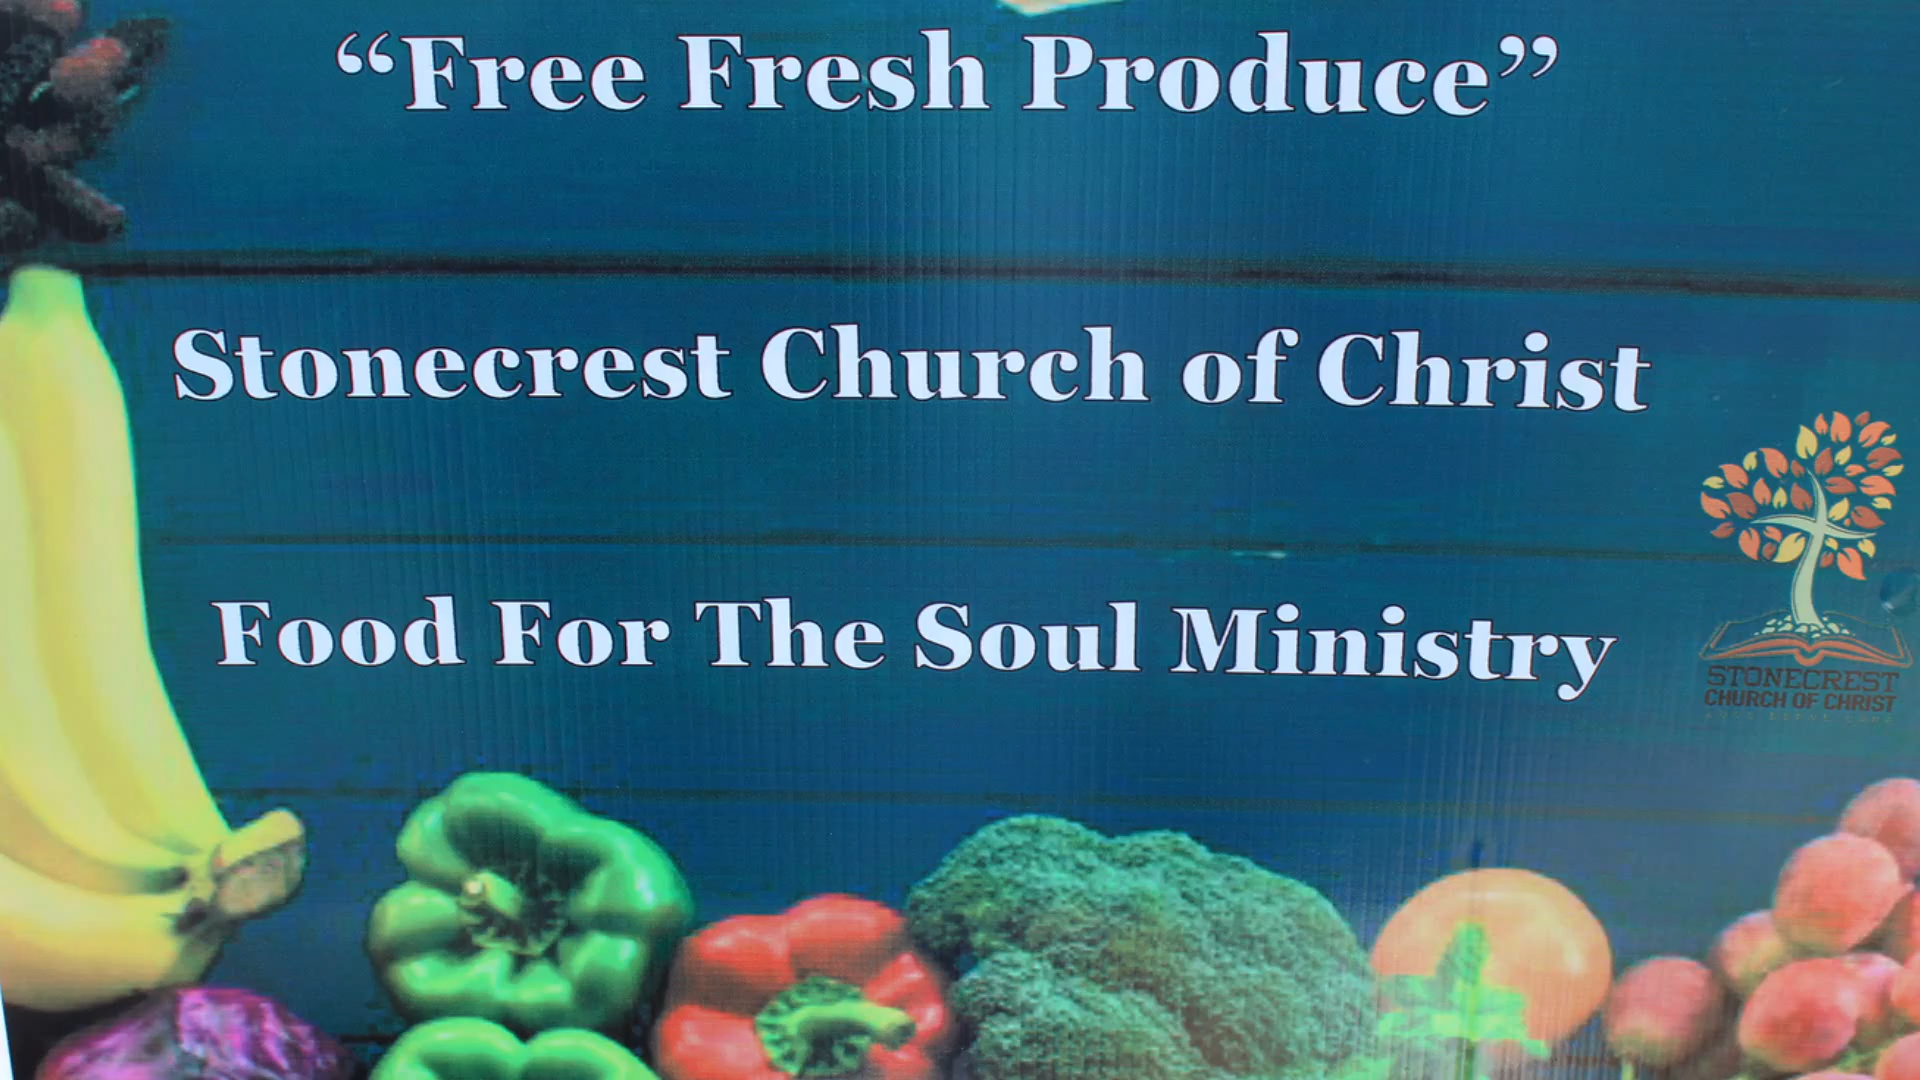 “Free Fresh Produce”
Stonecrest Church of Christ
Food For The Soul Ministry
STONECREST
CHURCH OF CHRIST